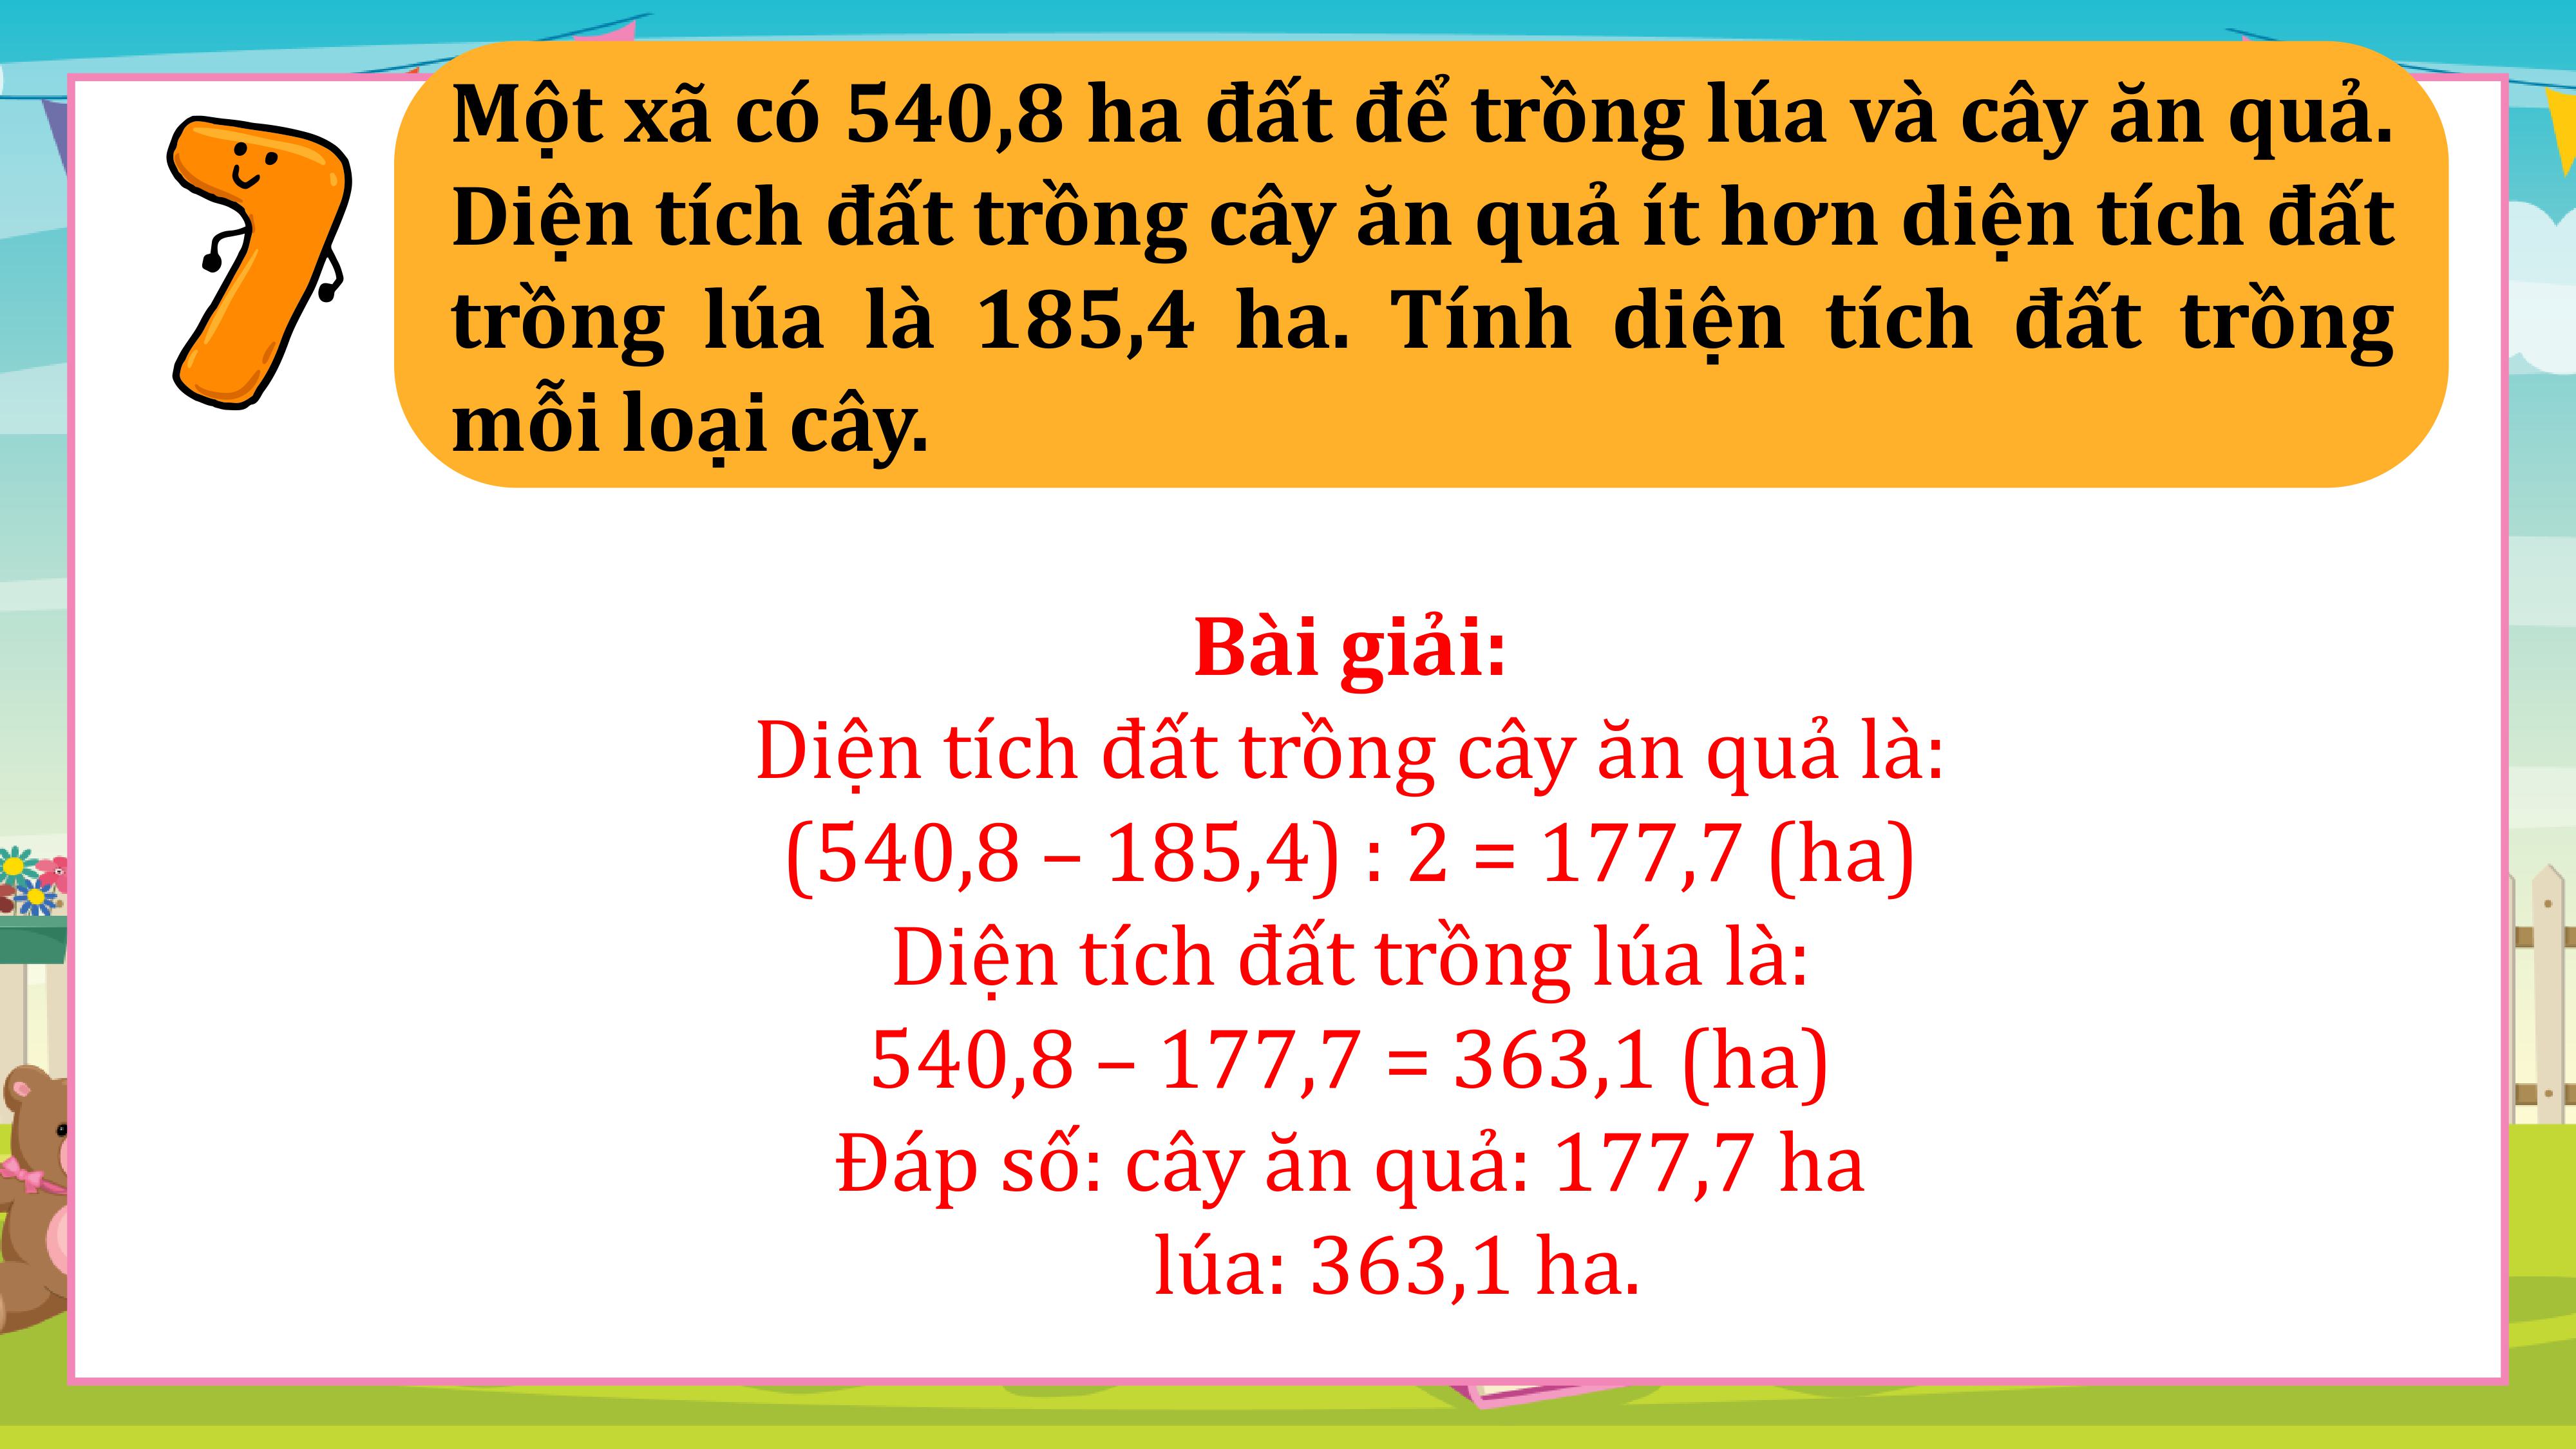 7
Một xã có 540,8 ha đất để trồng lúa và cây ăn quả.
Diện tích đất trồng cây ăn quả ít hơn diện tích đất
trồng lúa là 185,4 ha. Tính diện tích đất trồng
mỗi loại cây.
Bài giải:
Diện tích đất trồng cây ăn quả là:
(540,8 – 185,4) : 2 = 177,7 (ha)
Diện tích đất trồng lúa là:
540,8 – 177,7 = 363,1 (ha)
Đáp số: cây ăn quả: 177,7 ha
lúa: 363,1 ha.